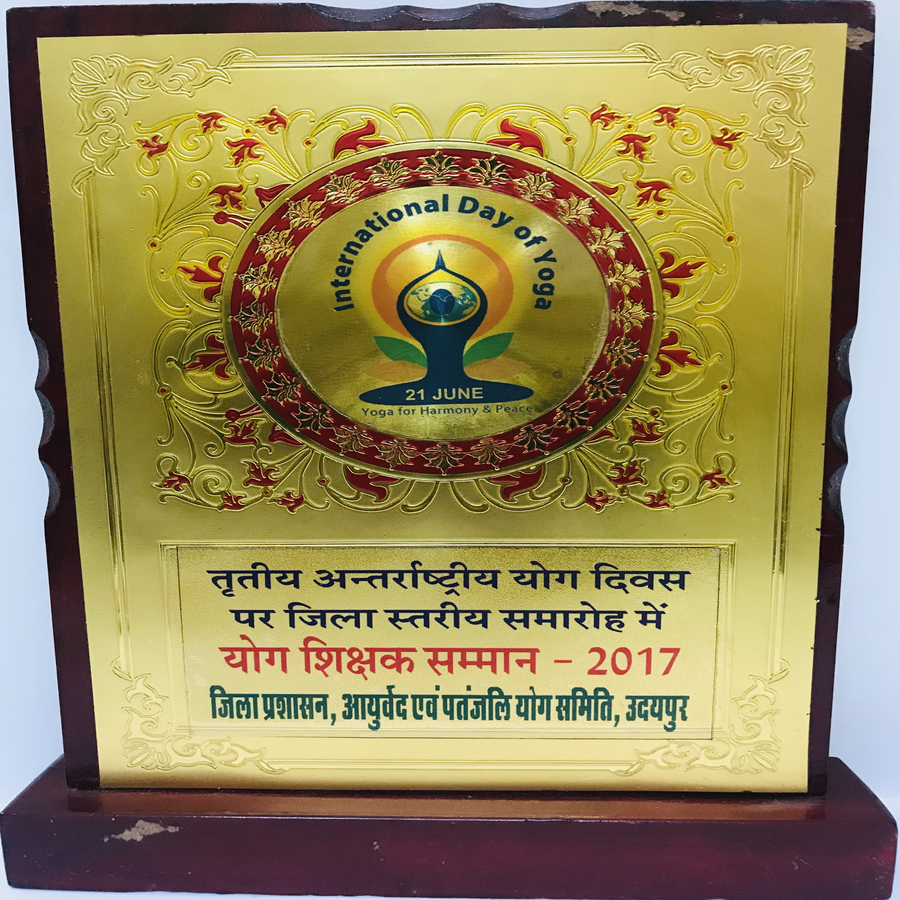 International Day of Yoga
21 JUNE
Yoga for Harmony & Peace
तृतीय अन्तर्राष्ट्रीय योग दिवस
पर जिला स्तरीय समारोह में
योग शिक्षक सम्मान - 2017
जिला प्रशासन, आयुर्वेद एवं पतंजलि योग समिति, उदयपुर